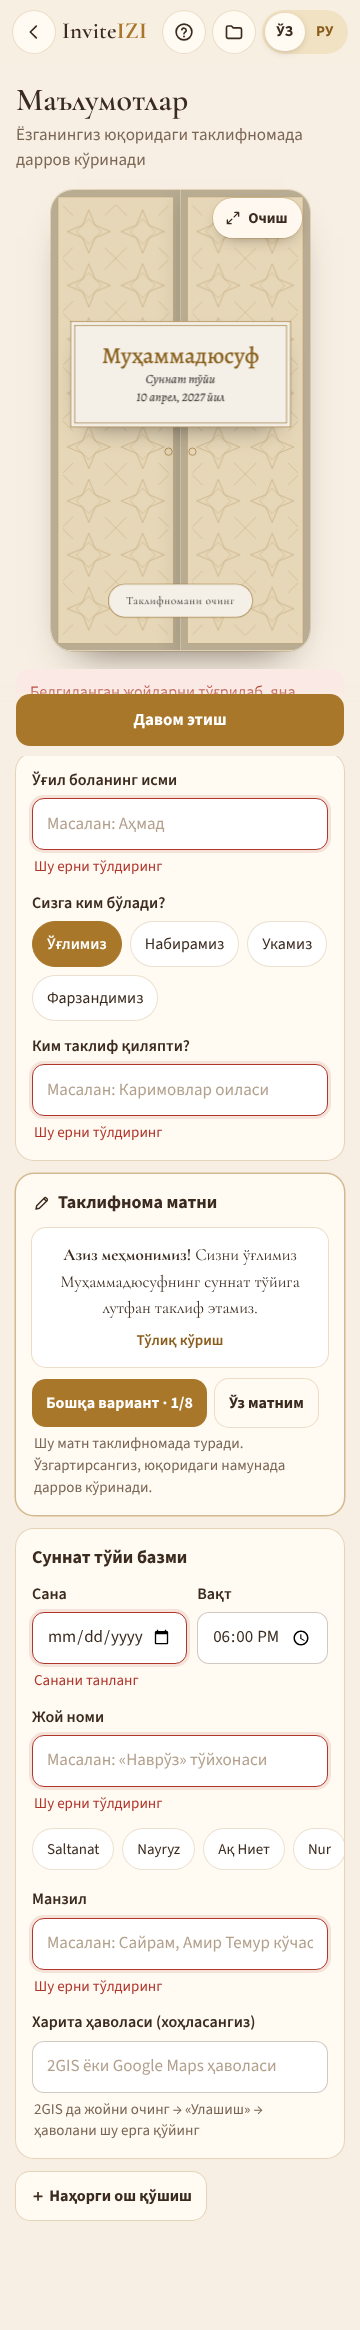 InviteIZI
ЎЗ РУ
Маълумотлар
Ёзганингиз юқоридаги таклифномада
дарров кўринади
Очиш
Муҳаммадюсуф
Суннат тўйи
10 апрел, 2027 йил
Таклифномани очинг
Белгиланган жойларни тўғрилаб, яна
Давом этиш
Ўғил боланинг исми
Масалан: Аҳмад
Шу ерни тўлдиринг
Сизга ким бўлади?
Ўғлимиз Набирамиз Укамиз
Фарзандимиз
Ким таклиф қиляпти?
Масалан: Каримовлар оиласи
Шу ерни тўлдиринг
Таклифнома матни
Азиз меҳмонимиз! Сизни ўғлимиз
Муҳаммадюсуфнинг суннат тўйига
лутфан таклиф этамиз.
Тўлиқ кўриш
Бошқа вариант · 1/8 Ўз матним
Шу матн таклифномада туради.
Ўзгартирсангиз, юқоридаги намунада
дарров кўринади.
Суннат тўйи базми
Сана Вақт
mm/dd/yyyy 06:00 PM
Санани танланг
Жой номи
Масалан: «Наврўз» тўйхонаси
Шу ерни тўлдиринг
Saltanat Nayryz Ақ Ниет Nur
Манзил
Масалан: Сайрам, Амир Темур кўчас
Шу ерни тўлдиринг
Харита ҳаволаси (хоҳласангиз)
2GIS ёки Google Maps ҳаволаси
2GIS да жойни очинг → «Улашиш» →
ҳаволани шу ерга қўйинг
+ Наҳорги ош қўшиш